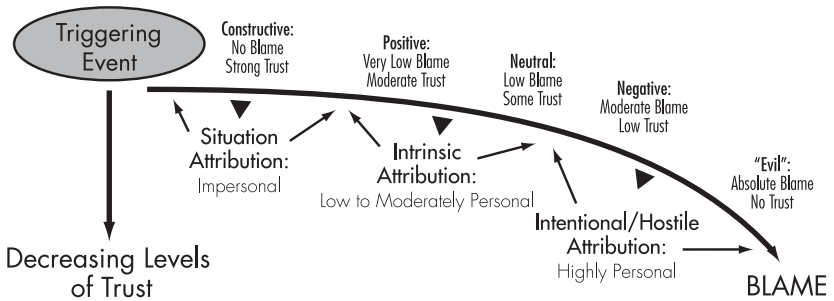 Triggering
Event
Constructive:
No Blame
Strong Trust
Positive:
Very Low Blame
Moderate Trust
Neutral:
Low Blame
Some Trust
Negative:
Moderate Blame
Low Trust
"Evil":
Absolute Blame
No Trust
Situation
Attribution:
Impersonal
Intrinsic
Attribution:
Low to Moderately Personal
Intentional/Hostile
Attribution:
Highly Personal
Decreasing Levels
of Trust
BLAME